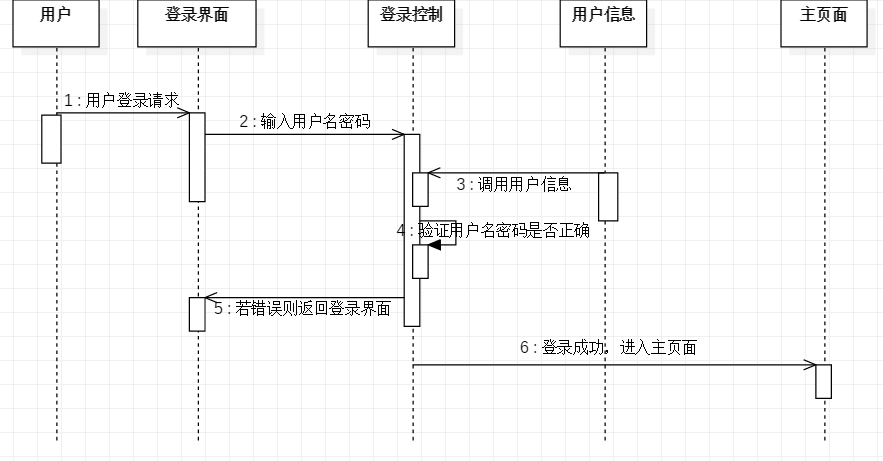 用户
登录界面
登录控制
用户信息
主页面
1 : 用户登录请求
2 : 输入用户名密码
3 : 调用用户信息
4 : 验证用户名密码是否正确
5 : 若错误则返回登录界面
6 : 登录成功，进入主页面